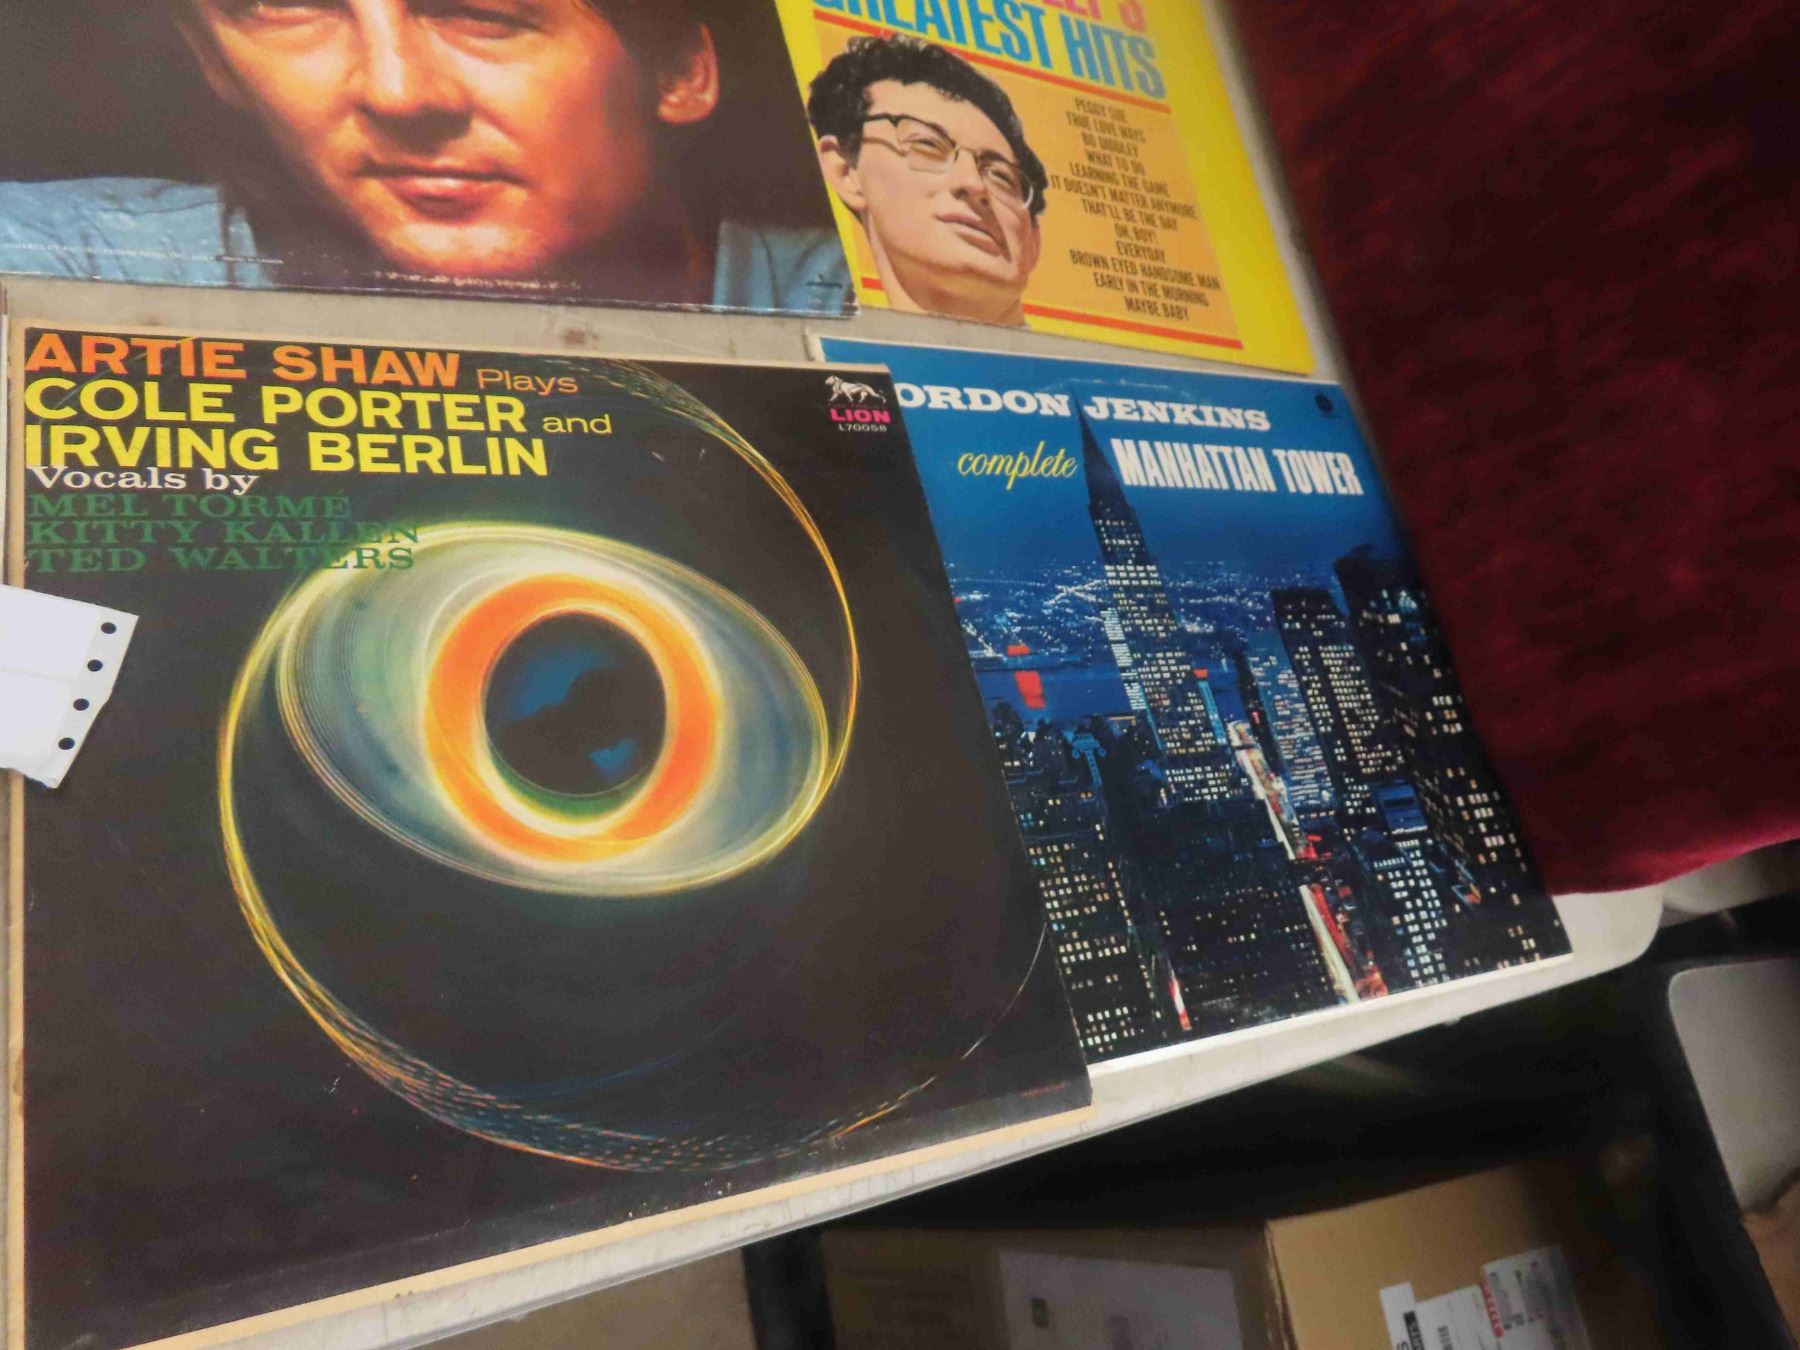 GREATEST HITS
PEGGY SUE
TRUE LOVE WAYS
BO DIDDLEY
WHAT TO DO
LEARNING THE GAME
IT DOESN'T MATTER ANYMORE
THAT'LL BE THE DAY
OH, BOY!
EVERYDAY
BROWN EYED HANDSOME MAN
EARLY IN THE MORNING
MAYBE BABY
ARTIE SHAW Plays
COLE PORTER and
IRVING BERLIN
Vocals by
MEL TORMÉ
KITTY KALLEN
TED WALTERS
LION
L70058
ORDON JENKINS
complete MANHATTAN TOWER